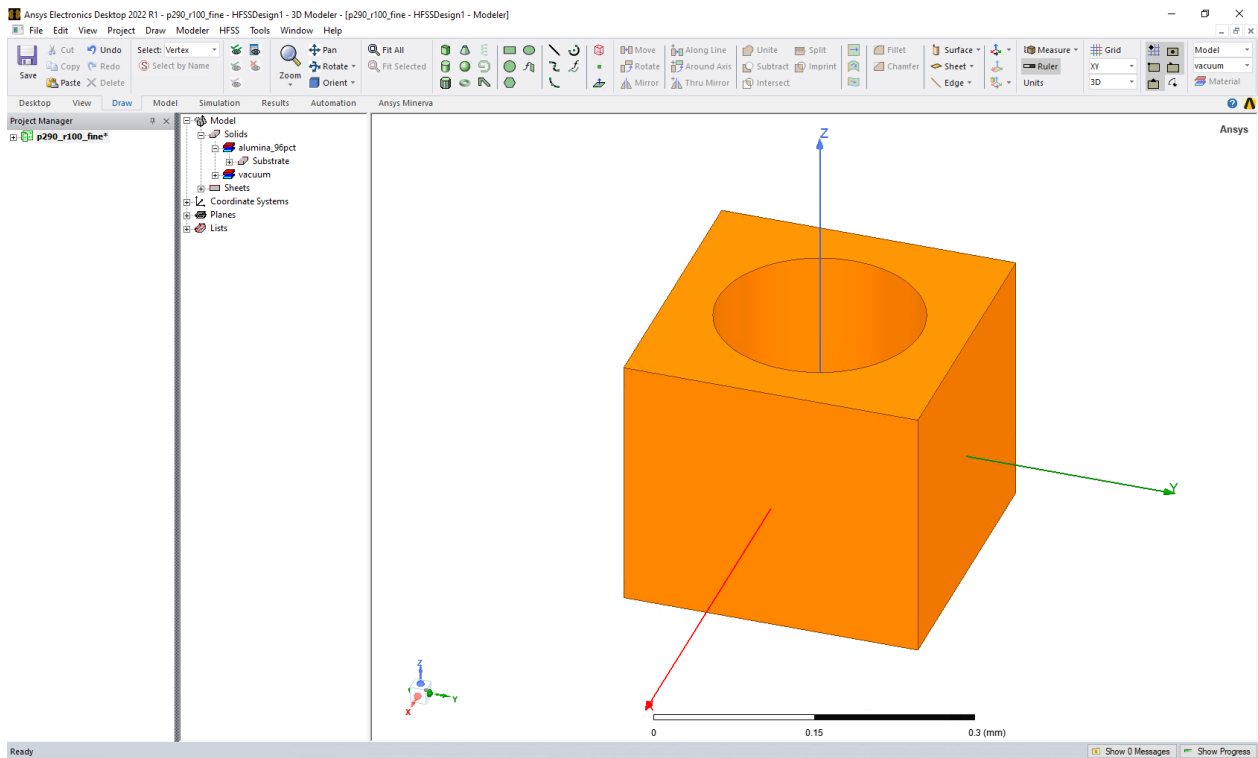 Ansys Electronics Desktop 2022 R1 - p290_r100_fine - HFSSDesign1 - 3D Modeler - [p290_r100_fine - HFSSDesign1 - Modeler]
File Edit View Project Draw Modeler HFSS Tools Window Help
Save
Cut Undo
Copy Redo
Paste Delete
Select: Vertex
Select by Name
Zoom
Pan
Rotate
Orient
Fit All
Fit Selected
Move Along Line
Rotate Around Axis
Mirror Thru Mirror
Unite Split
Subtract Imprint
Intersect
Fillet
Chamfer
Surface
Sheet
Edge
Measure
Ruler
Units
Grid
XY
3D
Model
vacuum
Material
Desktop View Draw Model Simulation Results Automation Ansys Minerva
Project Manager
p290_r100_fine*
Model
Solids
alumina_96pct
Substrate
vacuum
Sheets
Coordinate Systems
Planes
Lists
Ansys
Z
Y
X
Z
Y
X
0 0.15 0.3 (mm)
Ready
Show 0 Messages Show Progress